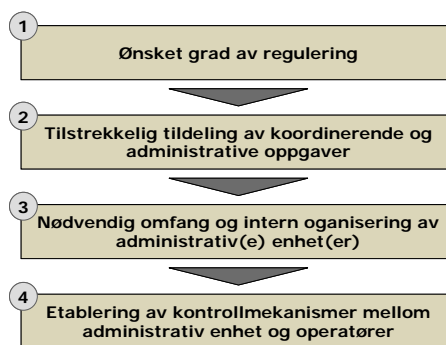 1
Ønsket grad av regulering
2
Tilstrekkelig tildeling av koordinerende og
administrative oppgaver
3
Nødvendig omfang og intern oganisering av
administrativ(e) enhet(er)
4
Etablering av kontrollmekanismer mellom
administrativ enhet og operatører